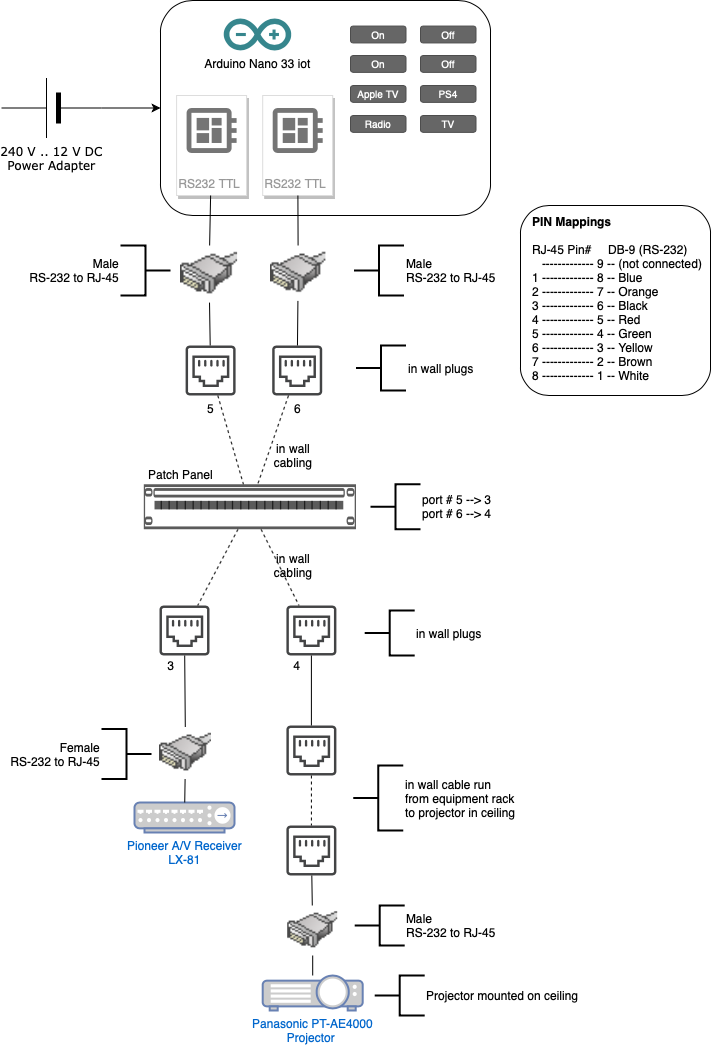 Arduino Nano 33 iot
On
Off
On
Off
Apple TV
PS4
Radio
TV
RS232 TTL
RS232 TTL
240 V .. 12 V DC
Power Adapter
Male
RS-232 to RJ-45
Male
RS-232 to RJ-45
PIN Mappings
RJ-45 Pin# DB-9 (RS-232)
------------- 9 -- (not connected)
1 ------------- 8 -- Blue
2 ------------- 7 -- Orange
3 ------------- 6 -- Black
4 ------------- 5 -- Red
5 ------------- 4 -- Green
6 ------------- 3 -- Yellow
7 ------------- 2 -- Brown
8 ------------- 1 -- White
in wall plugs
5
6
in wall
cabling
Patch Panel
port # 5 --> 3
port # 6 --> 4
in wall
cabling
in wall plugs
3
4
Female
RS-232 to RJ-45
in wall cable run
from equipment rack
to projector in ceiling
Pioneer A/V Receiver
LX-81
Male
RS-232 to RJ-45
Projector mounted on ceiling
Panasonic PT-AE4000
Projector